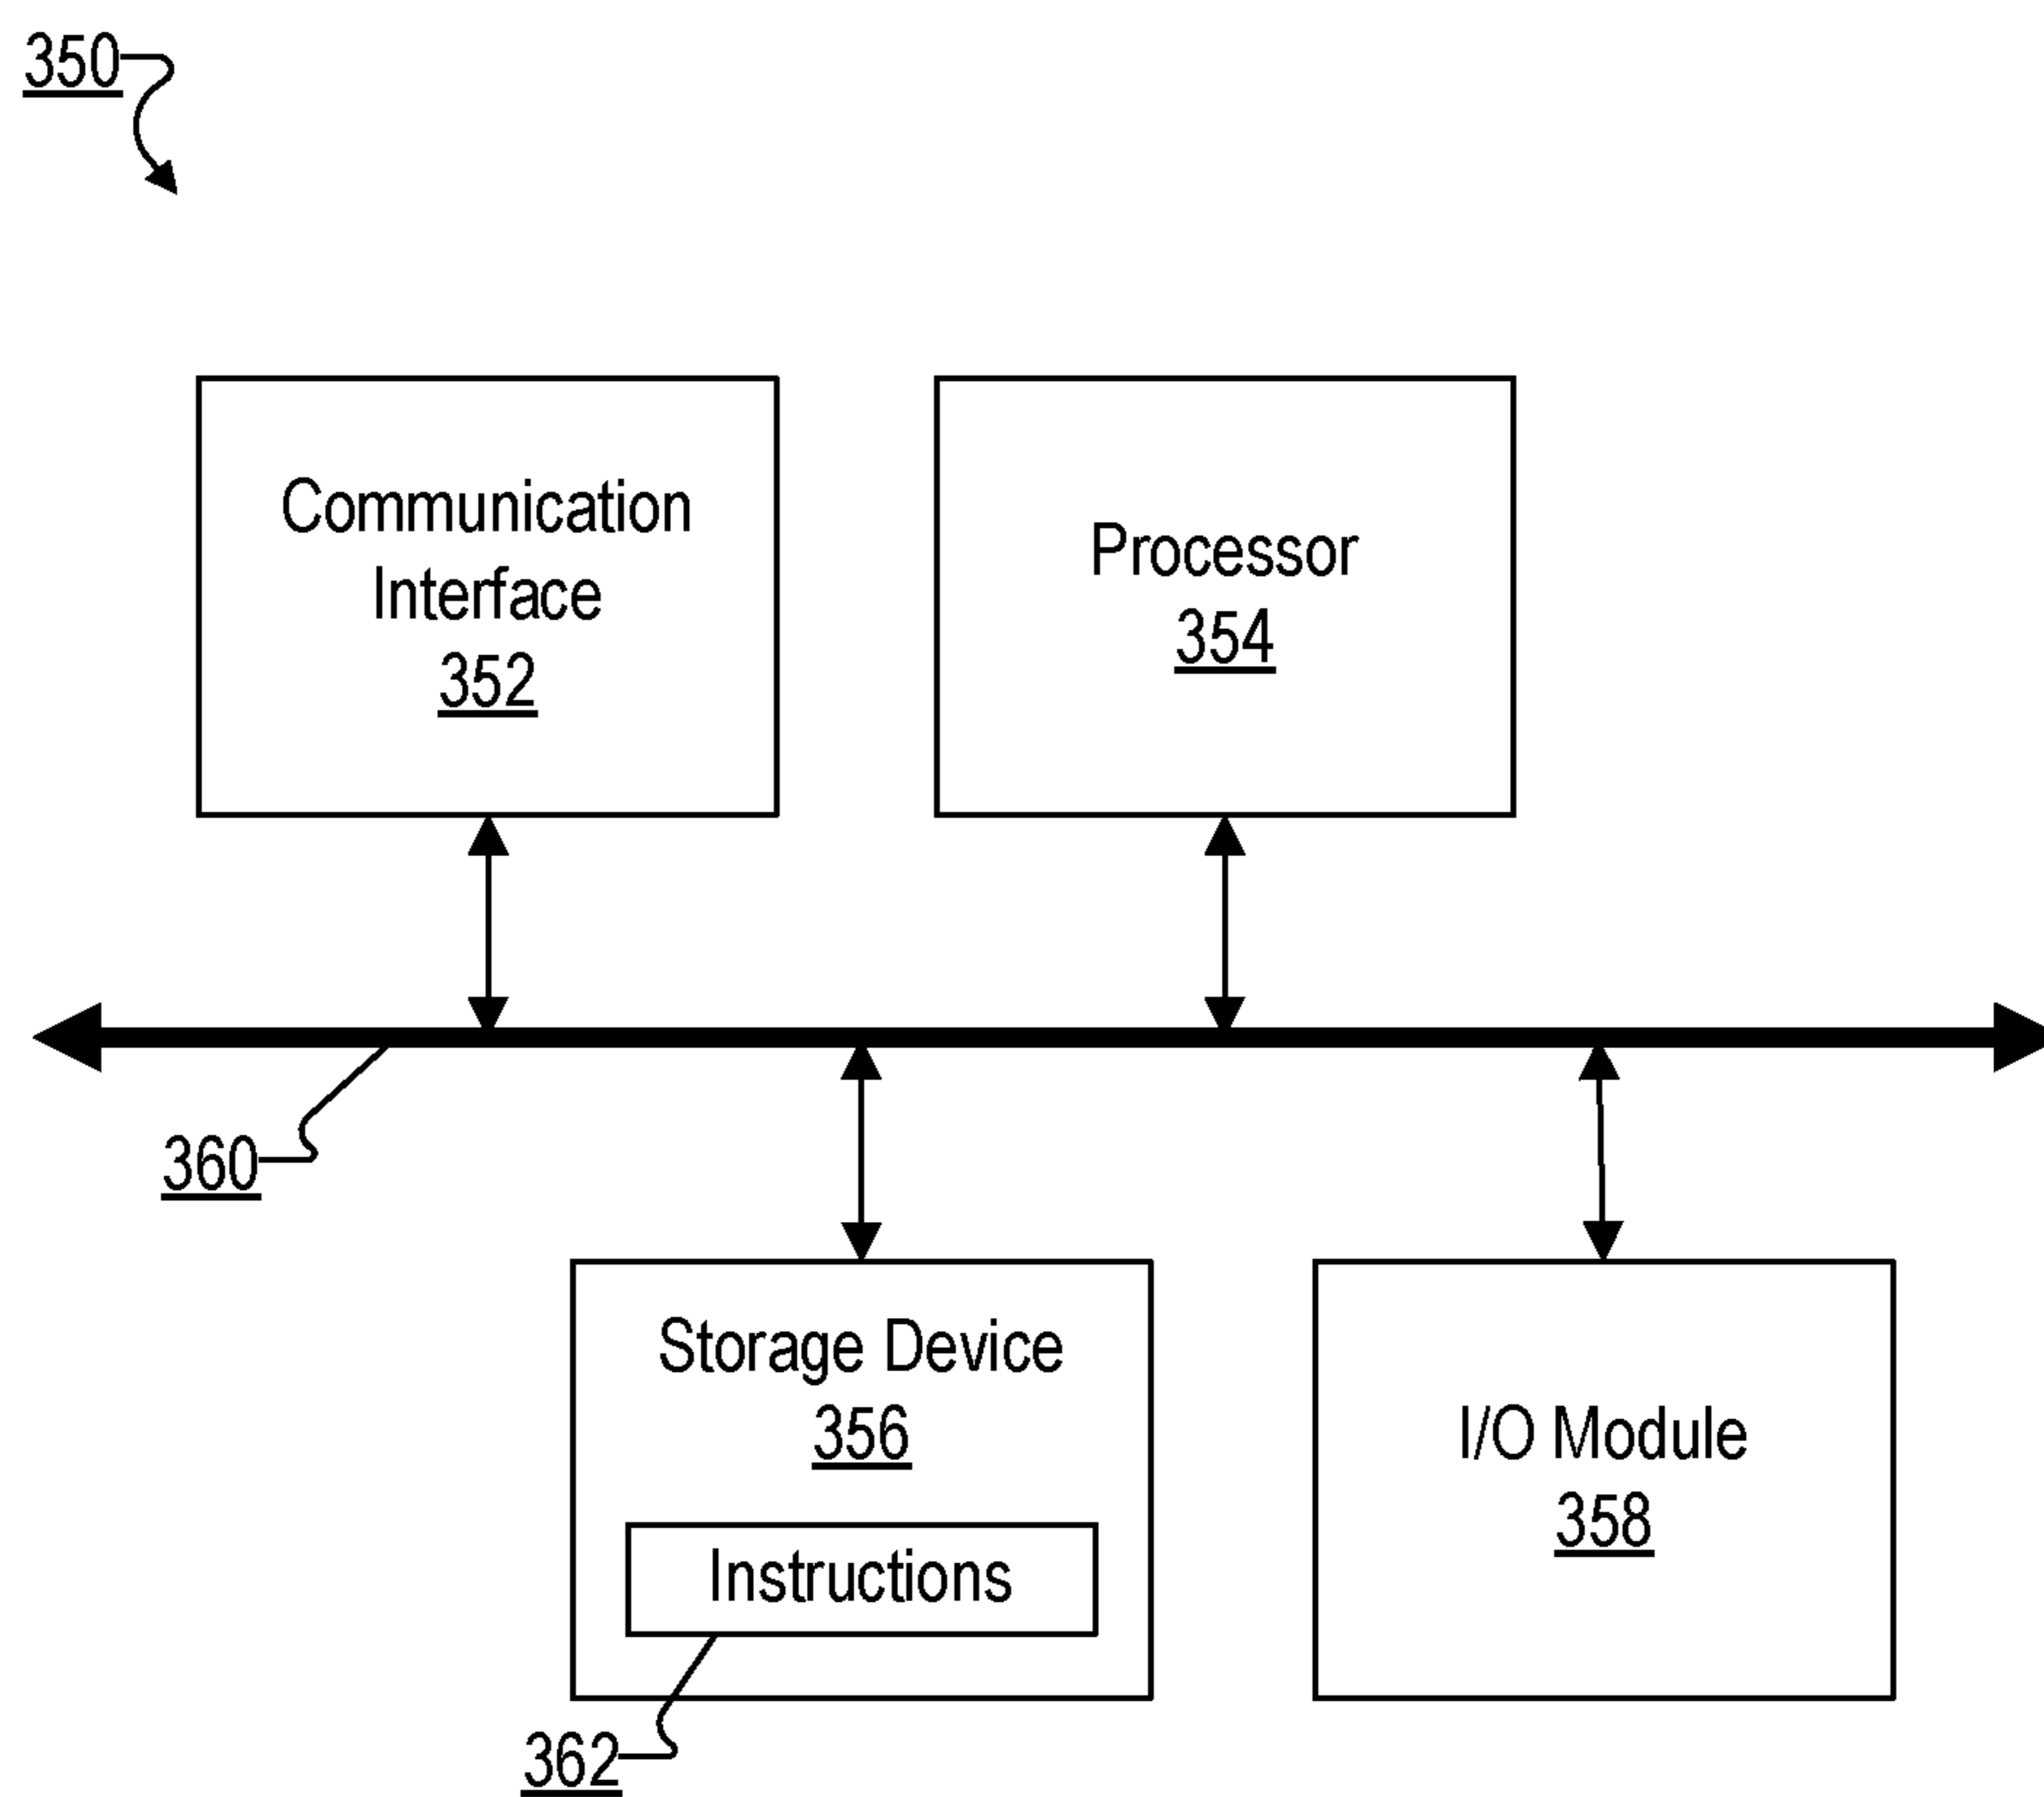 350
Communication
Interface
352
Processor
354
360
Storage Device
356
Instructions
362
I/O Module
358